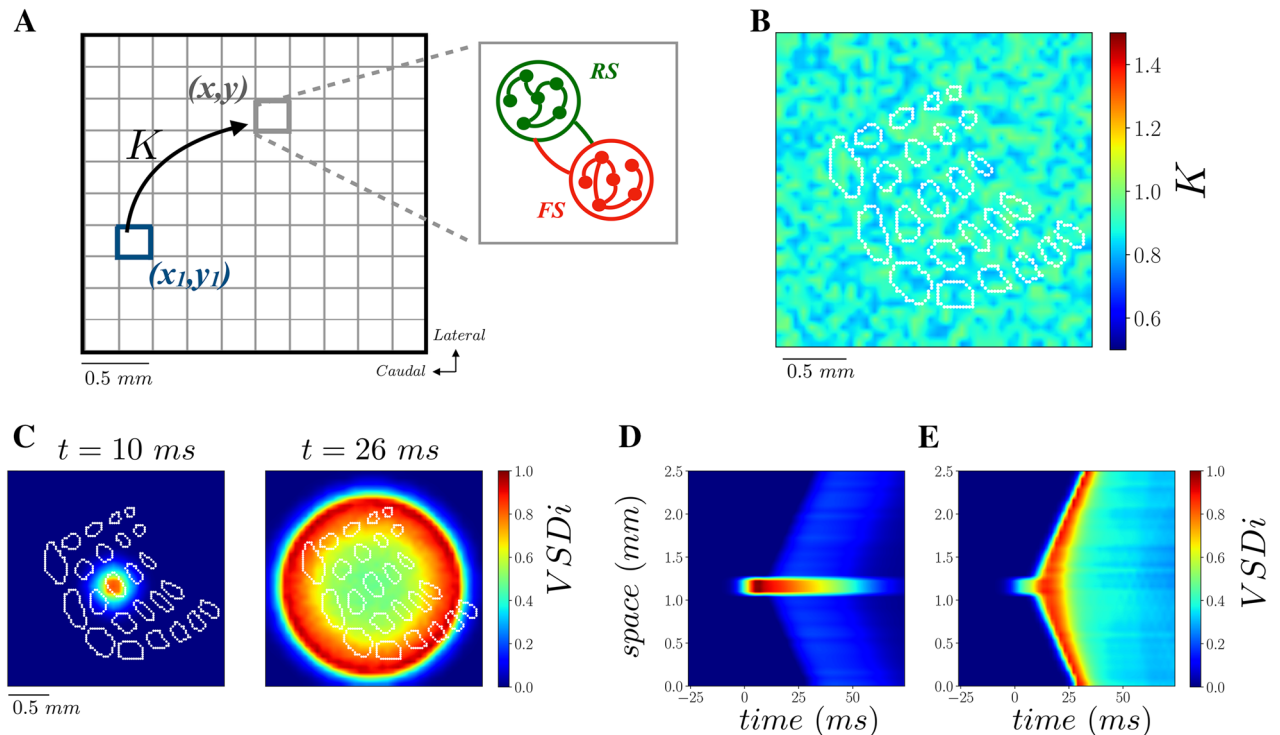 A
(x,y)
K
(x1,y1)
RS
FS
0.5 mm
Lateral
Caudal
B
1.4
1.2
1.0
0.8
0.6
K
0.5 mm
C
t = 10 ms
t = 26 ms
1.0
0.8
0.6
0.4
0.2
0.0
VSDi
0.5 mm
D
2.5
2.0
1.5
1.0
0.5
0.0
space (mm)
−25
0
25
50
time (ms)
E
2.5
2.0
1.5
1.0
0.5
0.0
−25
0
25
50
time (ms)
1.0
0.8
0.6
0.4
0.2
0.0
VSDi